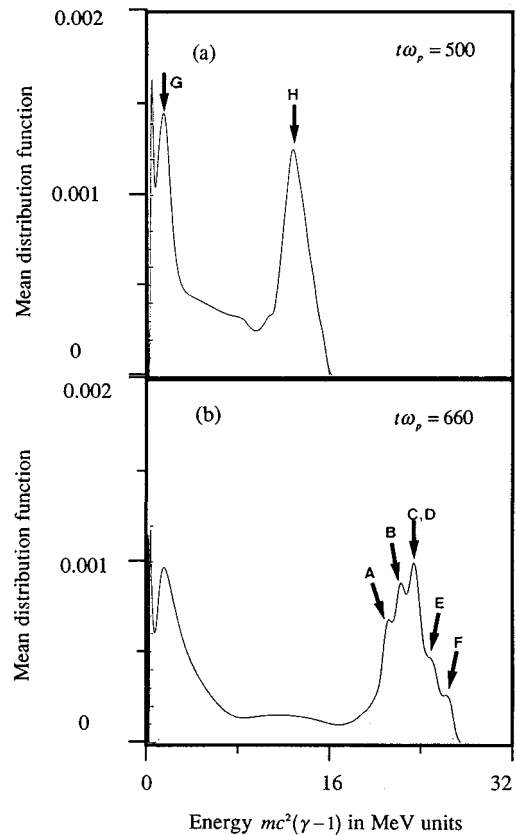 0.002
(a)
tω_p = 500
G
H
Mean distribution function
0.001
0
0.002
(b)
tω_p = 660
C,D
B
A
E
F
Mean distribution function
0.001
0
0
16
32
Energy mc²(γ−1) in MeV units